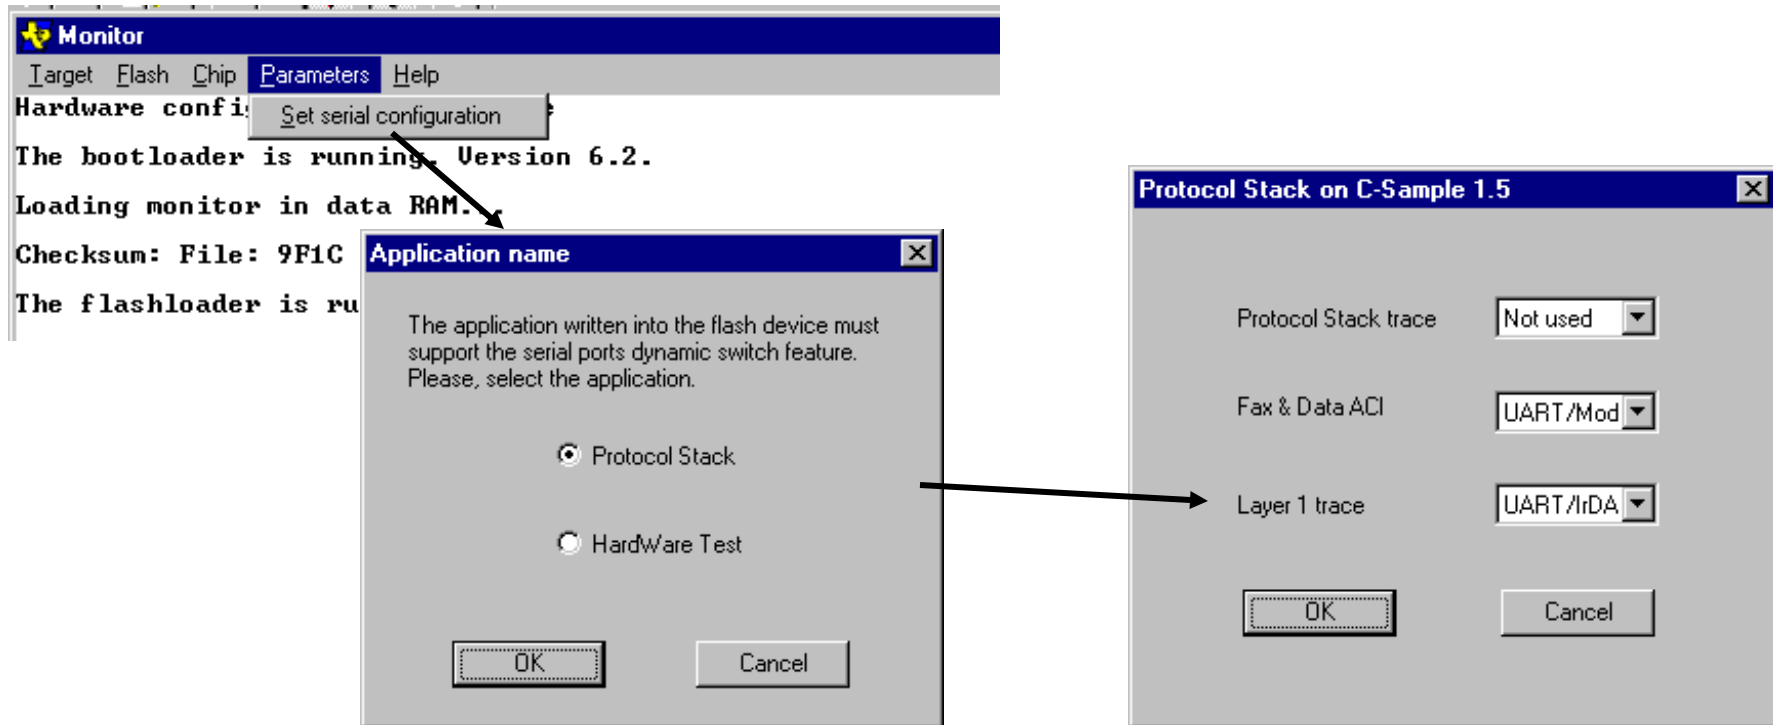 Monitor
Target Flash Chip Parameters Help
Hardware confi
Set serial configuration
The bootloader is running. Version 6.2.
Loading monitor in data RAM...
Checksum: File: 9F1C
The flashloader is ru
Application name
The application written into the flash device must
support the serial ports dynamic switch feature.
Please, select the application.
Protocol Stack
HardWare Test
OK Cancel
Protocol Stack on C-Sample 1.5
Protocol Stack trace Not used
Fax & Data ACI UART/Mod
Layer 1 trace UART/IrDA
OK Cancel